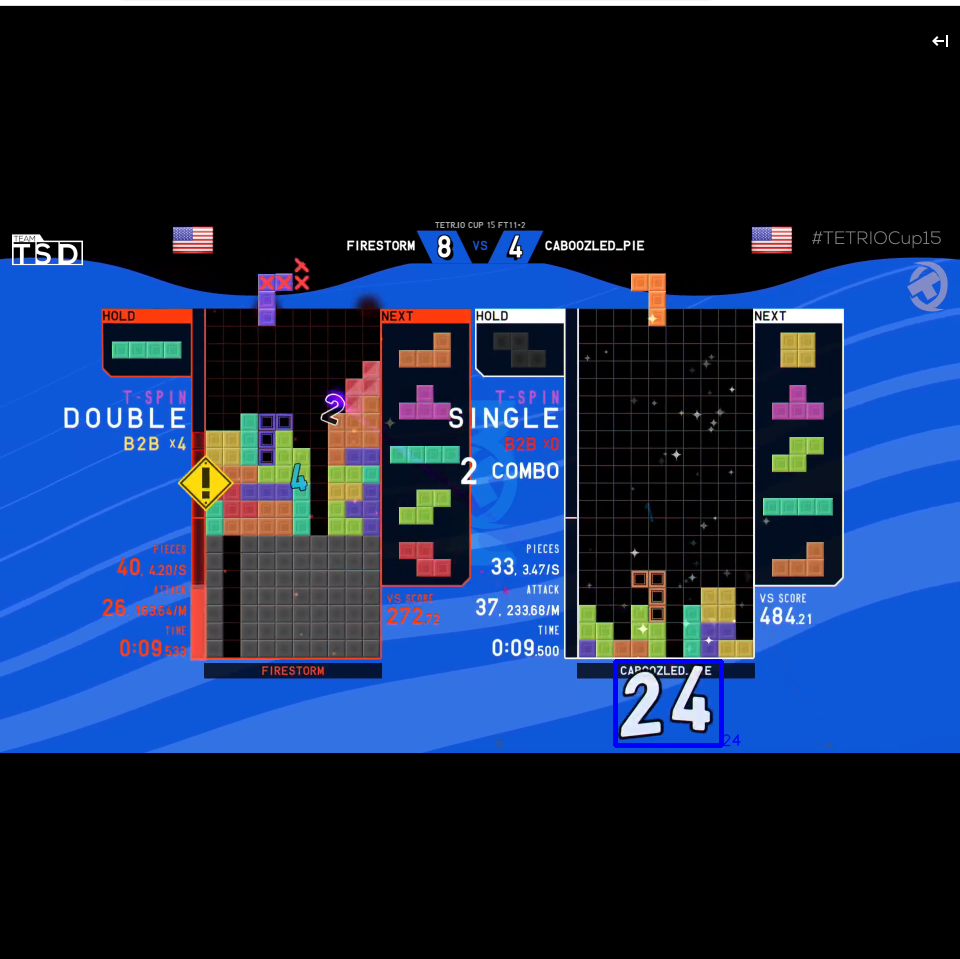 TETR.IO CUP 15 FT11·2
TEAM
TSD
FIRESTORM 8 VS 4 CABOOZLED_PIE
#TETRIOCup15
HOLD
NEXT
HOLD
NEXT
T-SPIN
DOUBLE
B2B ×4
2
4
T-SPIN
SINGLE
B2B ×0
2 COMBO
PIECES
40, 4.20/S
ATTACK
26, 163.64/M
TIME
0:09.533
VS SCORE
272.72
PIECES
33, 3.47/S
ATTACK
37, 233.68/M
TIME
0:09.500
VS SCORE
484.21
FIRESTORM
24
24